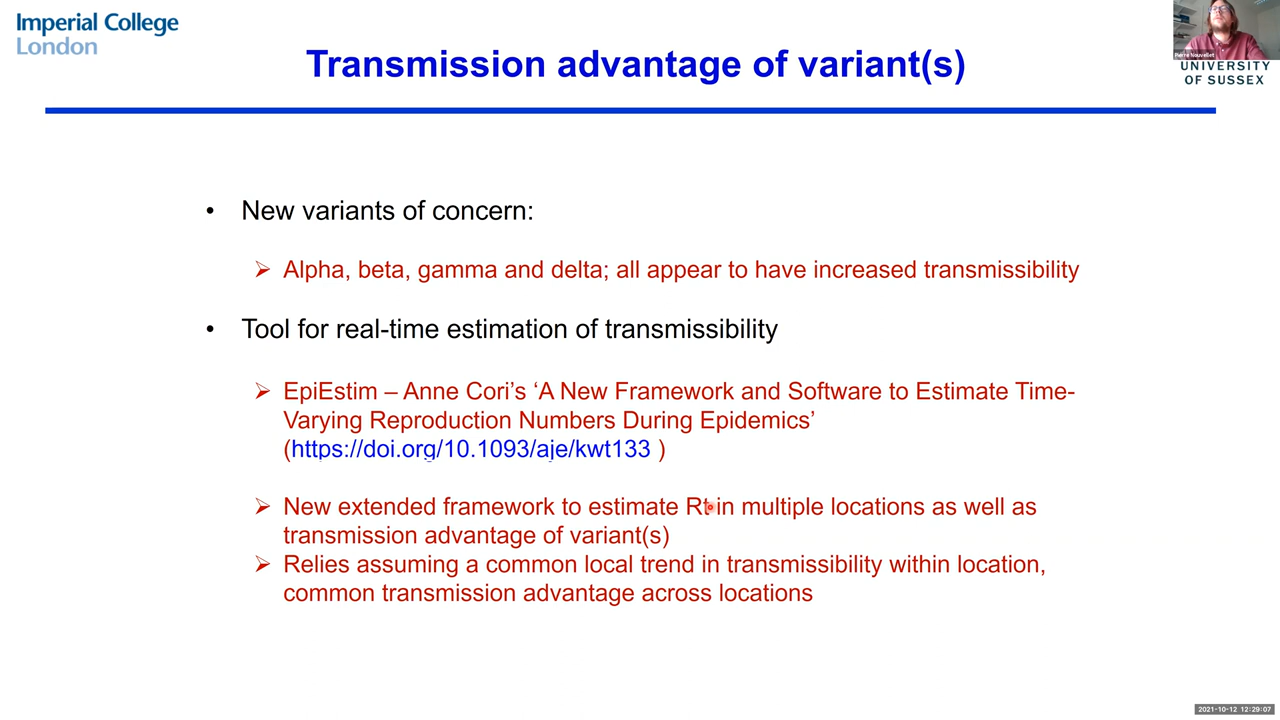 Imperial College
London
Transmission advantage of variant(s)
Pierre Nouvellet
UNIVERSITY
OF SUSSEX
• New variants of concern:
➢ Alpha, beta, gamma and delta; all appear to have increased transmissibility
• Tool for real-time estimation of transmissibility
➢ EpiEstim – Anne Cori’s ‘A New Framework and Software to Estimate Time-
Varying Reproduction Numbers During Epidemics’
(https://doi.org/10.1093/aje/kwt133 )
➢ New extended framework to estimate Rt in multiple locations as well as
transmission advantage of variant(s)
➢ Relies assuming a common local trend in transmissibility within location,
common transmission advantage across locations
2021-10-12 12:29:07